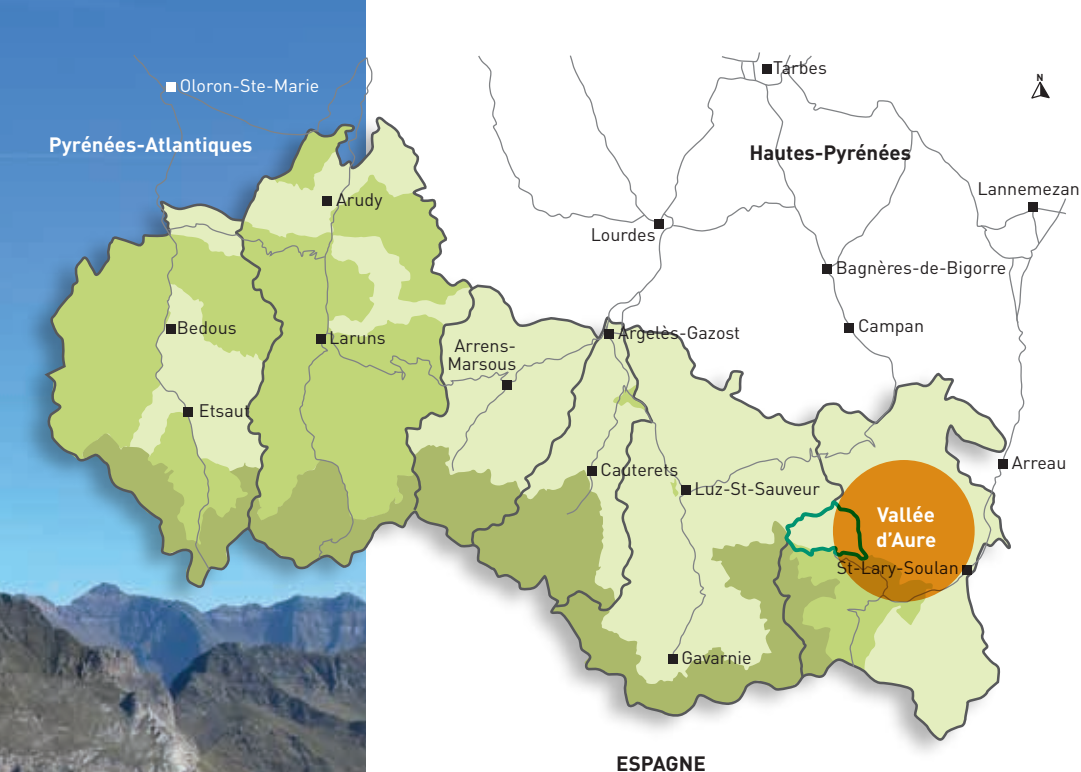 Tarbes
N
Oloron-Ste-Marie
Pyrénées-Atlantiques
Hautes-Pyrénées
Lannemezan
Arudy
Lourdes
Bagnères-de-Bigorre
Bedous
Laruns
Argelès-Gazost
Campan
Arrens-
Marsous
Etsaut
Cauterets
Luz-St-Sauveur
Arreau
Vallée
d'Aure
St-Lary-Soulan
Gavarnie
ESPAGNE